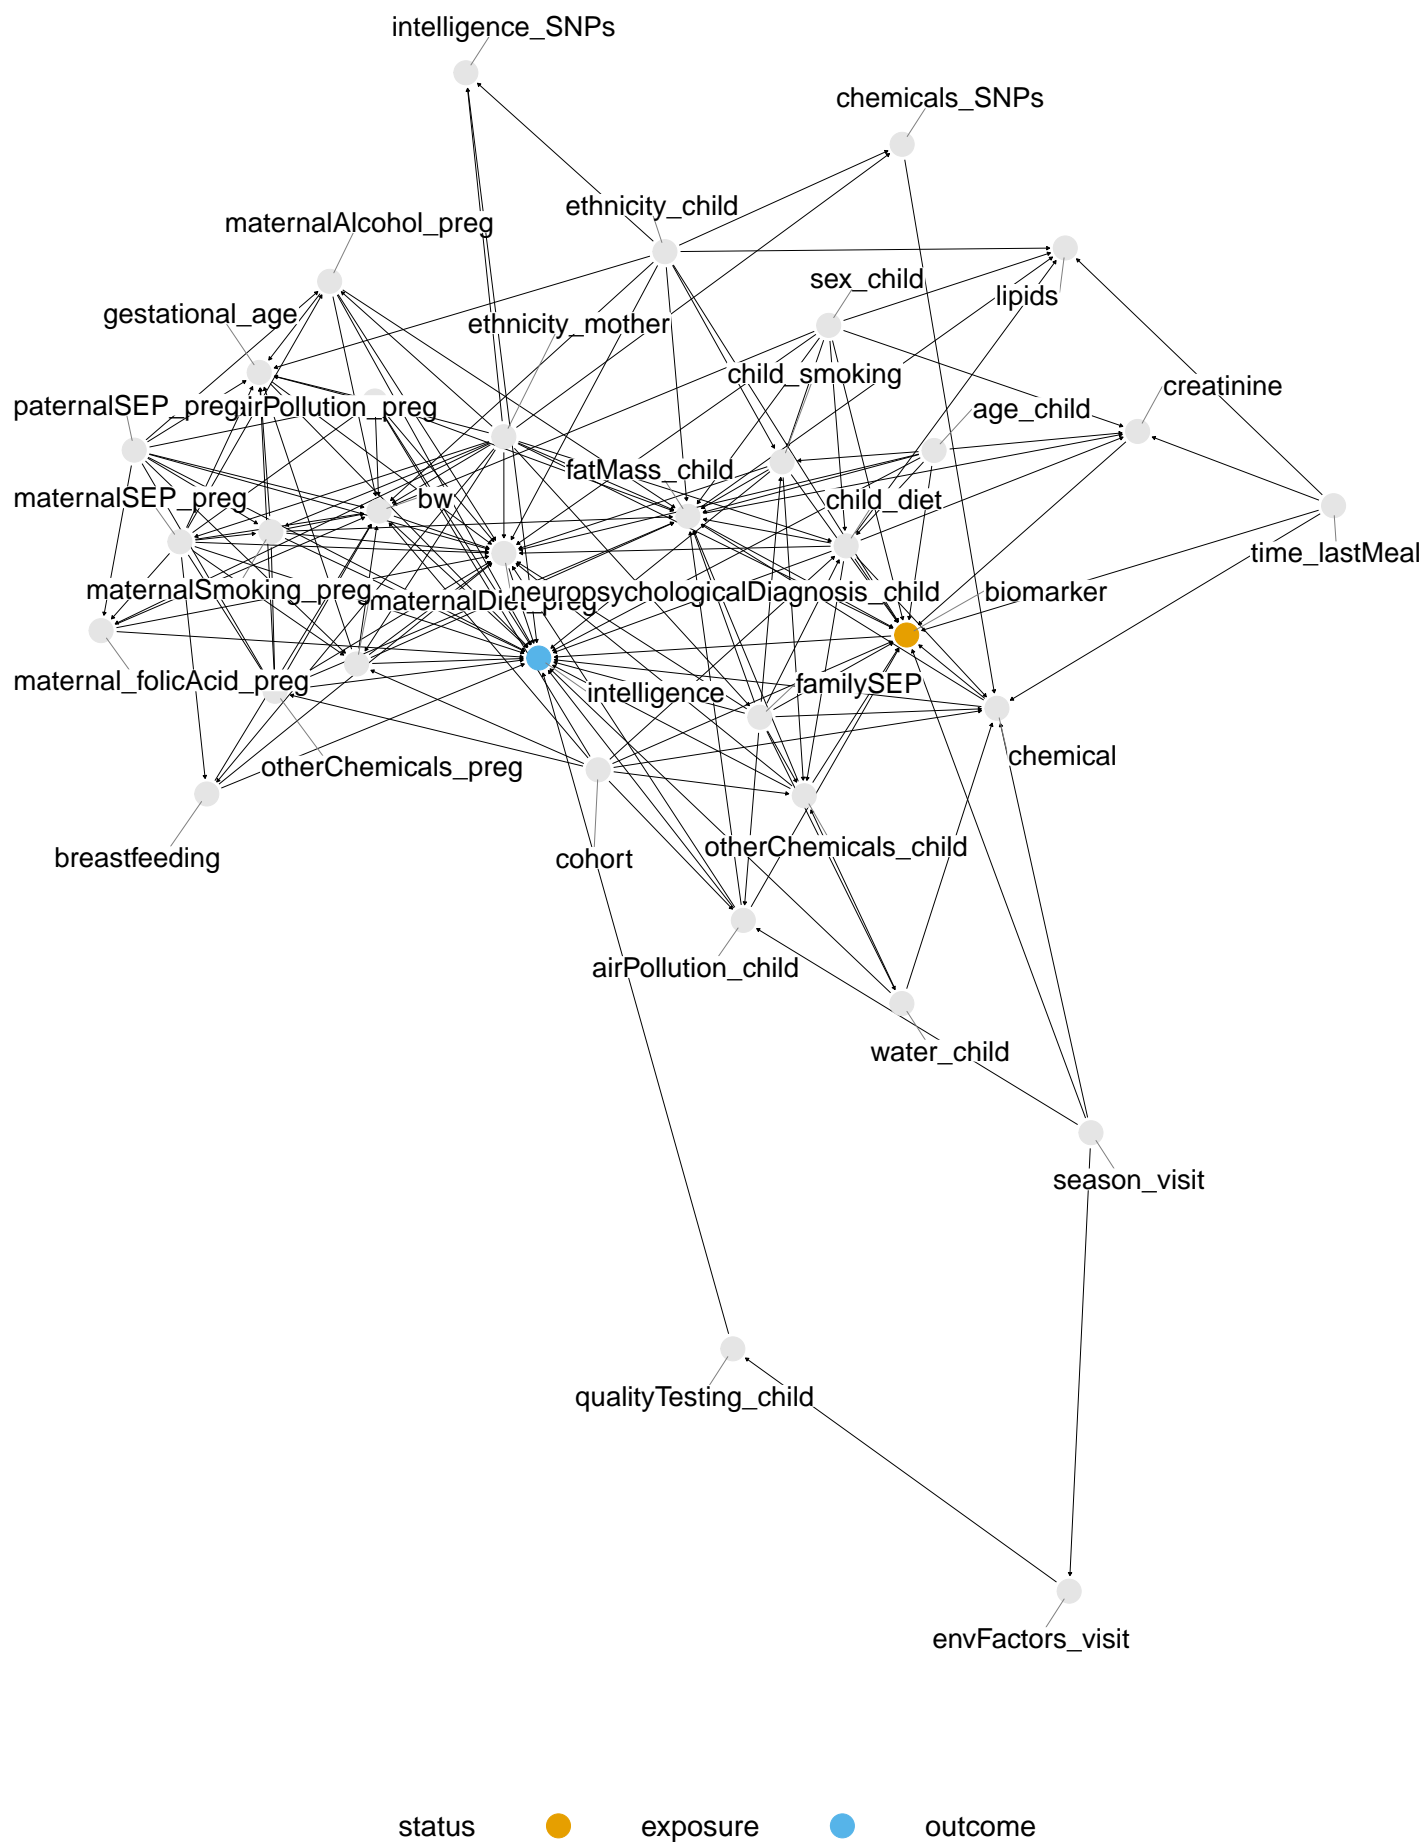 intelligence_SNPs
chemicals_SNPs
ethnicity_child
maternalAlcohol_preg
sex_child
lipids
gestational_age
ethnicity_mother
child_smoking
creatinine
paternalSEP_preg
airPollution_preg
age_child
fatMass_child
maternalSEP_preg
bw
child_diet
time_lastMeal
maternalSmoking_preg
maternalDiet_preg
neuropsychologicalDiagnosis_child
biomarker
maternal_folicAcid_preg
intelligence
familySEP
chemical
otherChemicals_preg
breastfeeding
cohort
otherChemicals_child
airPollution_child
water_child
season_visit
qualityTesting_child
envFactors_visit
status exposure outcome